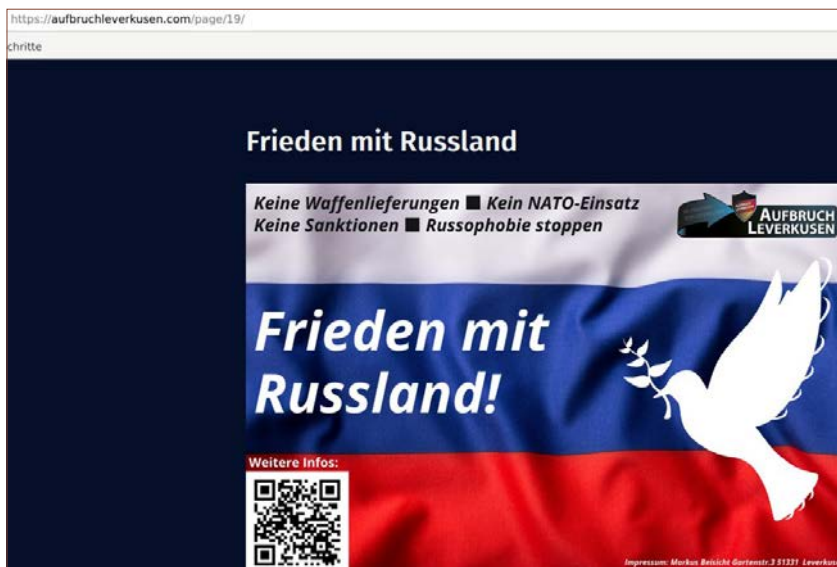 https://aufbruchleverkusen.com/page/19/
chritte
Frieden mit Russland
Keine Waffenlieferungen ■ Kein NATO-Einsatz
Keine Sanktionen ■ Russophobie stoppen
AUFBRUCH
LEVERKUSEN
Frieden mit
Russland!
Weitere Infos:
Impressum: Markus Beisicht Gartenstr.3 51331 Leverkus